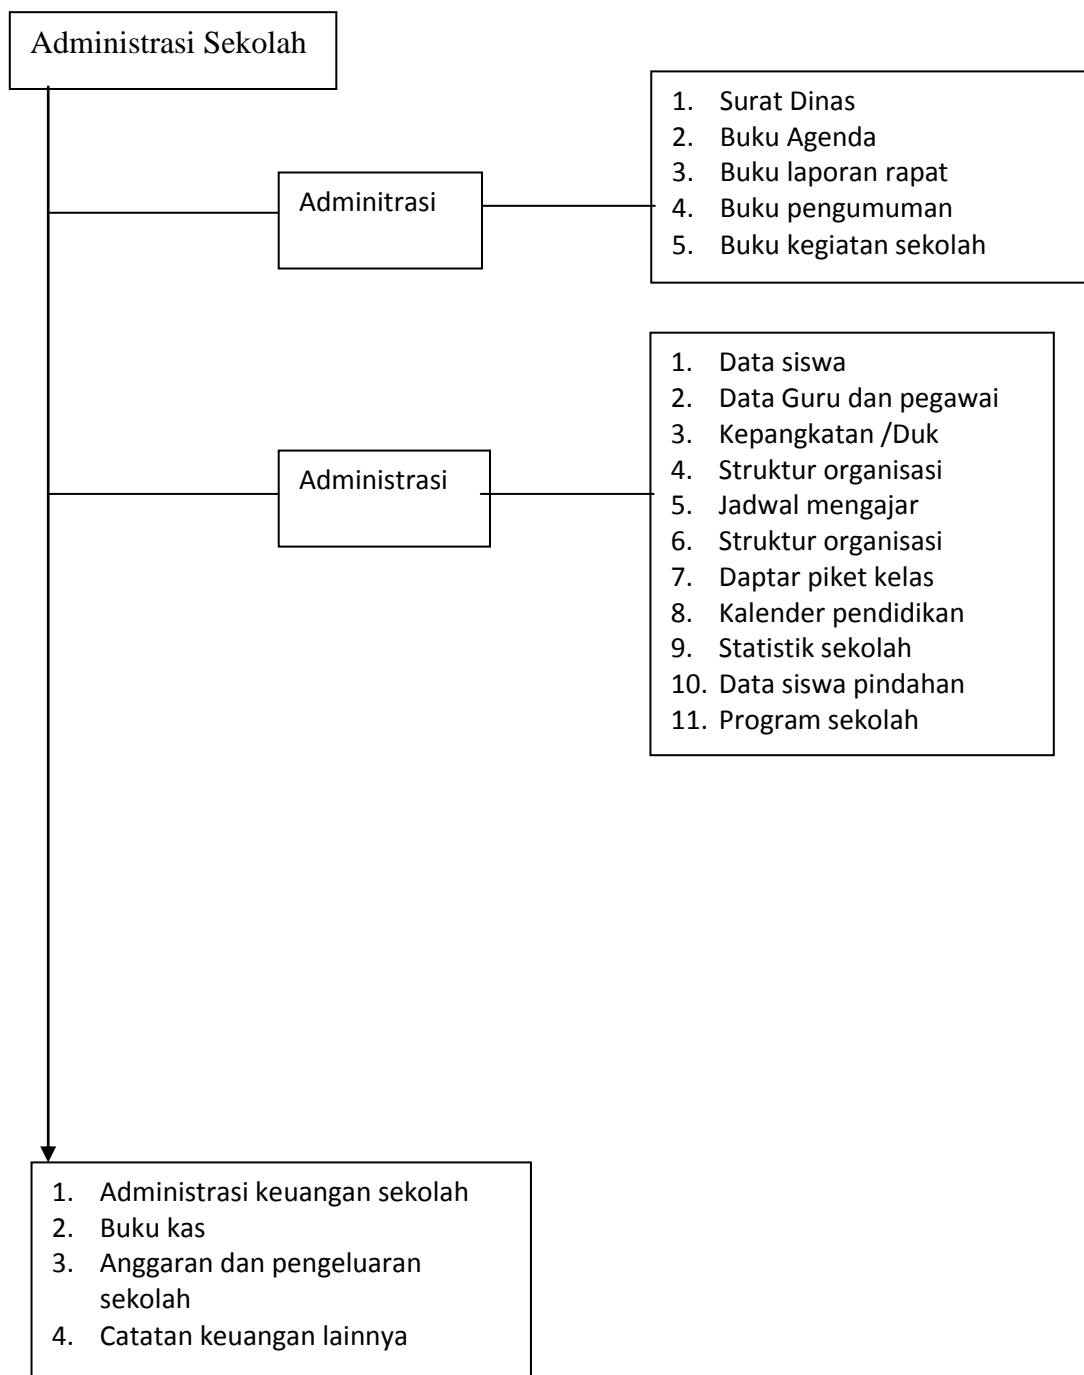 Administrasi Sekolah
Adminitrasi
1. Surat Dinas
2. Buku Agenda
3. Buku laporan rapat
4. Buku pengumuman
5. Buku kegiatan sekolah
Administrasi
1. Data siswa
2. Data Guru dan pegawai
3. Kepangkatan /Duk
4. Struktur organisasi
5. Jadwal mengajar
6. Struktur organisasi
7. Daptar piket kelas
8. Kalender pendidikan
9. Statistik sekolah
10. Data siswa pindahan
11. Program sekolah
1. Administrasi keuangan sekolah
2. Buku kas
3. Anggaran dan pengeluaran
sekolah
4. Catatan keuangan lainnya